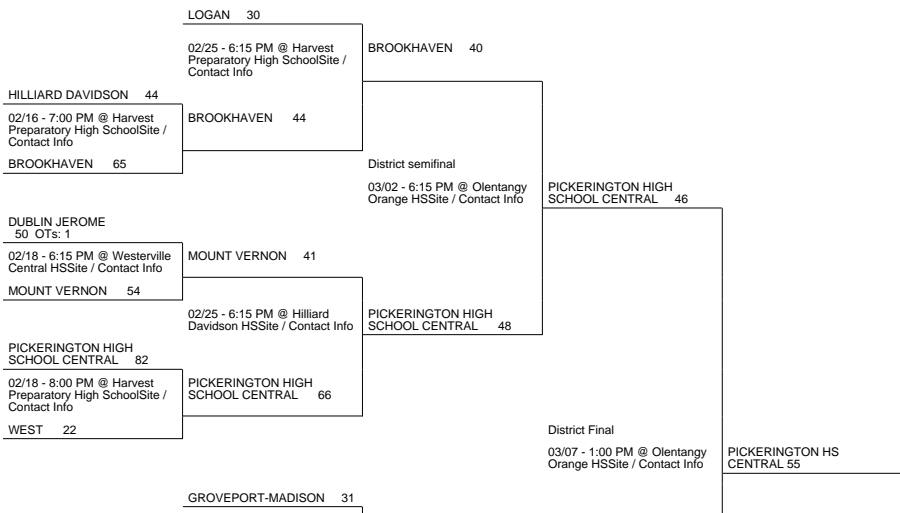 LOGAN 30
02/25 - 6:15 PM @ Harvest
Preparatory High SchoolSite /
Contact Info
BROOKHAVEN 40
HILLIARD DAVIDSON 44
02/16 - 7:00 PM @ Harvest
Preparatory High SchoolSite /
Contact Info
BROOKHAVEN 44
BROOKHAVEN 65
District semifinal
03/02 - 6:15 PM @ Olentangy
Orange HSSite / Contact Info
PICKERINGTON HIGH
SCHOOL CENTRAL 46
DUBLIN JEROME
50 OTs: 1
02/18 - 6:15 PM @ Westerville
Central HSSite / Contact Info
MOUNT VERNON 41
MOUNT VERNON 54
02/25 - 6:15 PM @ Hilliard
Davidson HSSite / Contact Info
PICKERINGTON HIGH
SCHOOL CENTRAL 48
PICKERINGTON HIGH
SCHOOL CENTRAL 82
02/18 - 8:00 PM @ Harvest
Preparatory High SchoolSite /
Contact Info
PICKERINGTON HIGH
SCHOOL CENTRAL 66
WEST 22
District Final
03/07 - 1:00 PM @ Olentangy
Orange HSSite / Contact Info
PICKERINGTON HS
CENTRAL 55
GROVEPORT-MADISON 31